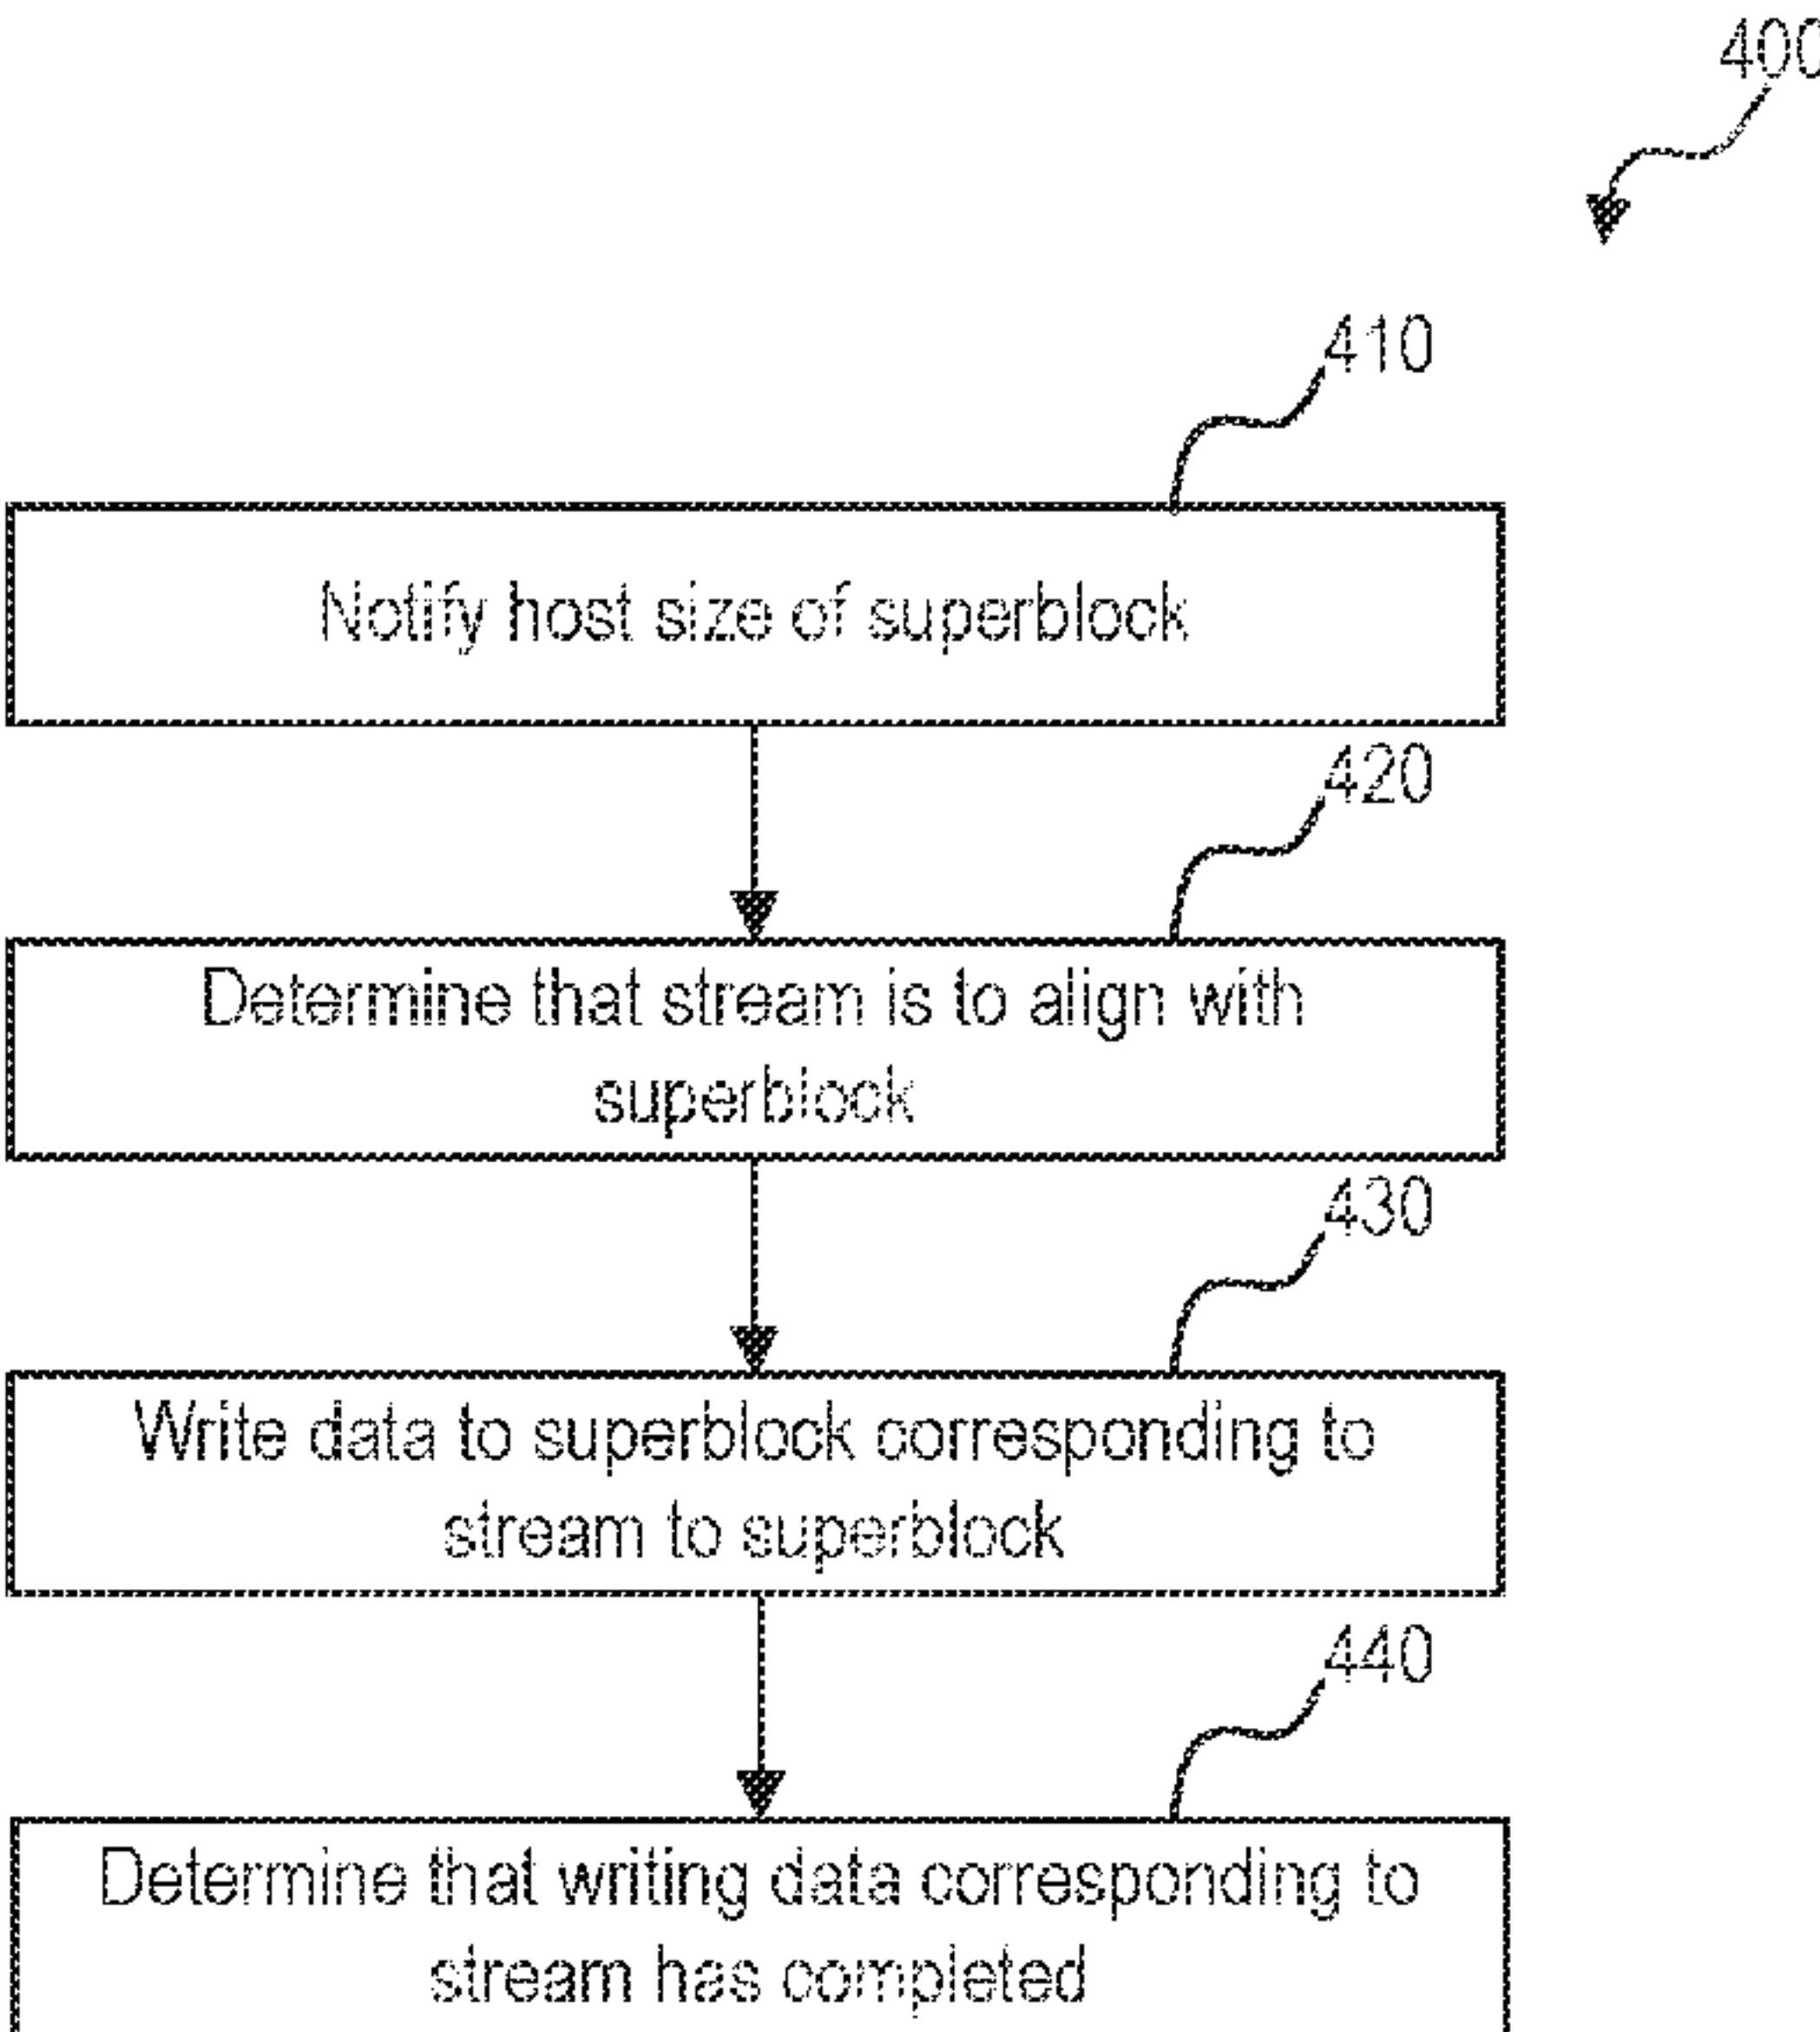 400
410
Notify host size of superblock
420
Determine that stream is to align with
superblock
430
Write data to superblock corresponding to
stream to superblock
440
Determine that writing data corresponding to
stream has completed